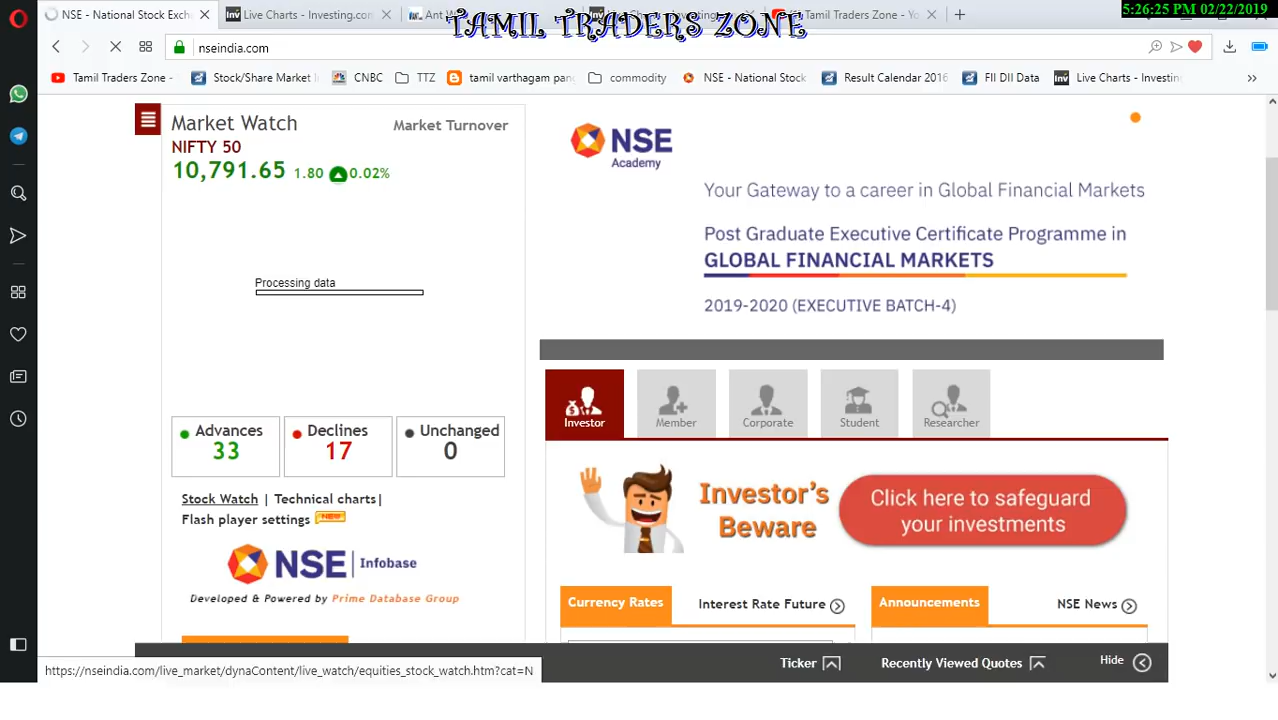 5:26:25 PM 02/22/2019
TAMIL TRADERS ZONE
NSE - National Stock Exch
Live Charts - Investing.con
Ant
Tamil Traders Zone - Yo
nseindia.com
Tamil Traders Zone -
Stock/Share Market
CNBC
TTZ
tamil varthagam pan
commodity
NSE - National Stock
Result Calendar 2016
FII DII Data
Live Charts - Investin
Market Watch
Market Turnover
NIFTY 50
10,791.65 1.80 0.02%
Processing data
Advances
33
Declines
17
Unchanged
0
Stock Watch | Technical charts|
Flash player settings NEW
NSE | Infobase
Developed & Powered by Prime Database Group
NSE
Academy
Your Gateway to a career in Global Financial Markets
Post Graduate Executive Certificate Programme in
GLOBAL FINANCIAL MARKETS
2019-2020 (EXECUTIVE BATCH-4)
Investor
Member
Corporate
Student
Researcher
Investor's
Beware
Click here to safeguard
your investments
Currency Rates
Interest Rate Future
Announcements
NSE News
Ticker
Recently Viewed Quotes
Hide
https://nseindia.com/live_market/dynaContent/live_watch/equities_stock_watch.htm?cat=N